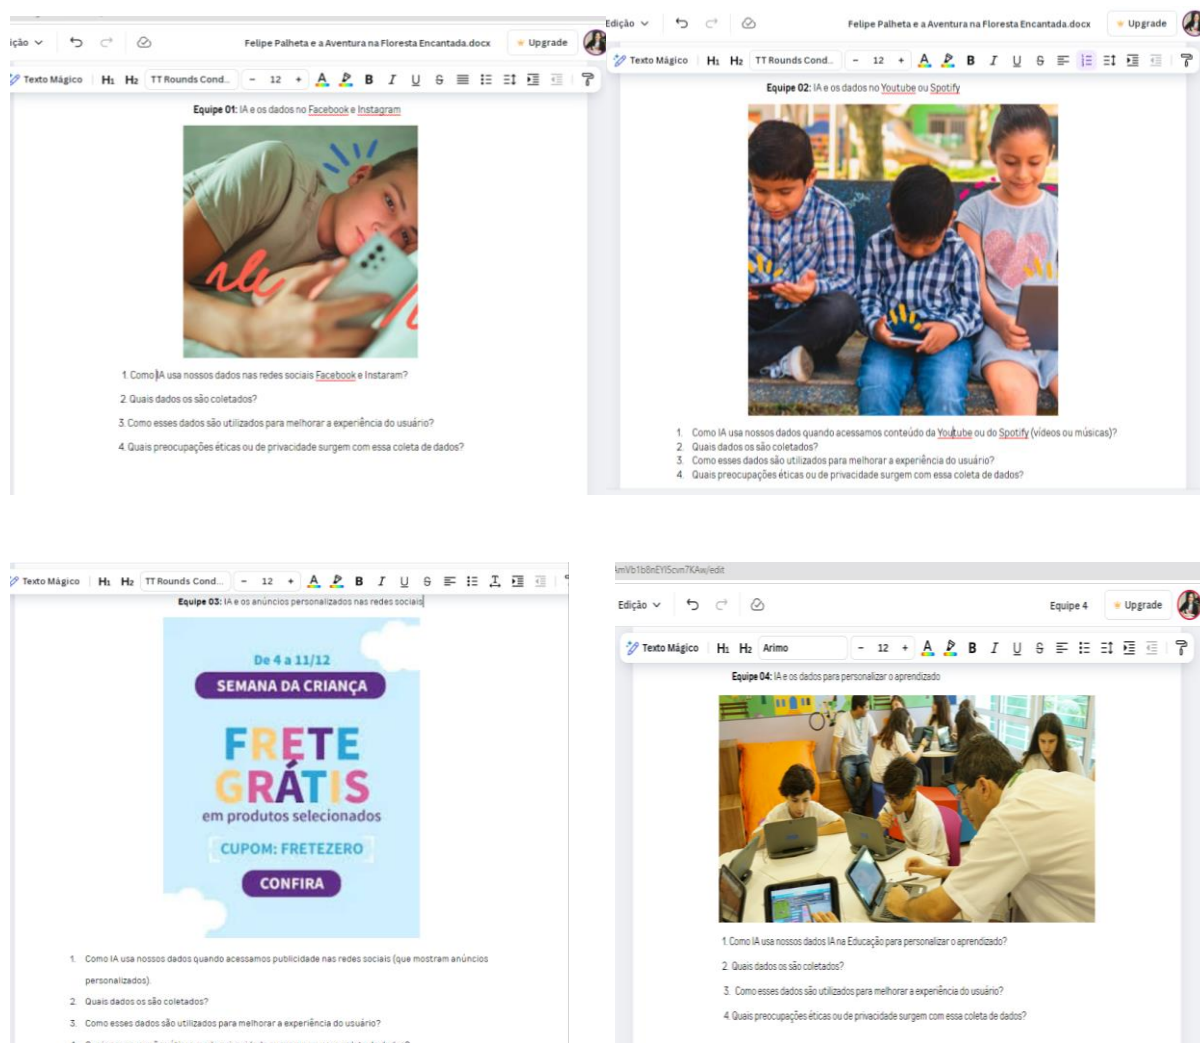 ição
Felipe Palheta e a Aventura na Floresta Encantada.docx
Upgrade
Texto Mágico H1 H2 TT Rounds Cond... – 12 + A B I U S
Equipe 01: IA e os dados no Facebook e Instagram
1. Como IA usa nossos dados nas redes sociais Facebook e Instaram?
2. Quais dados os são coletados?
3. Como esses dados são utilizados para melhorar a experiência do usuário?
4. Quais preocupações éticas ou de privacidade surgem com essa coleta de dados?
Edição
Felipe Palheta e a Aventura na Floresta Encantada.docx
Upgrade
Texto Mágico H1 H2 TT Rounds Cond... – 12 + A B I U S
Equipe 02: IA e os dados no Youtube ou Spotify
1. Como IA usa nossos dados quando acessamos conteúdo da Youtube ou do Spotify (vídeos ou músicas)?
2. Quais dados os são coletados?
3. Como esses dados são utilizados para melhorar a experiência do usuário?
4. Quais preocupações éticas ou de privacidade surgem com essa coleta de dados?
Texto Mágico H1 H2 TT Rounds Cond... – 12 + A B I U S
Equipe 03: IA e os anúncios personalizados nas redes sociais
De 4 a 11/12
SEMANA DA CRIANÇA
FRETE
GRÁTIS
em produtos selecionados
CUPOM: FRETEZERO
CONFIRA
1. Como IA usa nossos dados quando acessamos publicidade nas redes sociais (que mostram anúncios
personalizados).
2. Quais dados os são coletados?
3. Como esses dados são utilizados para melhorar a experiência do usuário?
Edição
Equipe 4
Upgrade
Texto Mágico H1 H2 Arimo – 12 + A B I U S
Equipe 04: IA e os dados para personalizar o aprendizado
1. Como IA usa nossos dados IA na Educação para personalizar o aprendizado?
2. Quais dados os são coletados?
3. Como esses dados são utilizados para melhorar a experiência do usuário?
4. Quais preocupações éticas ou de privacidade surgem com essa coleta de dados?